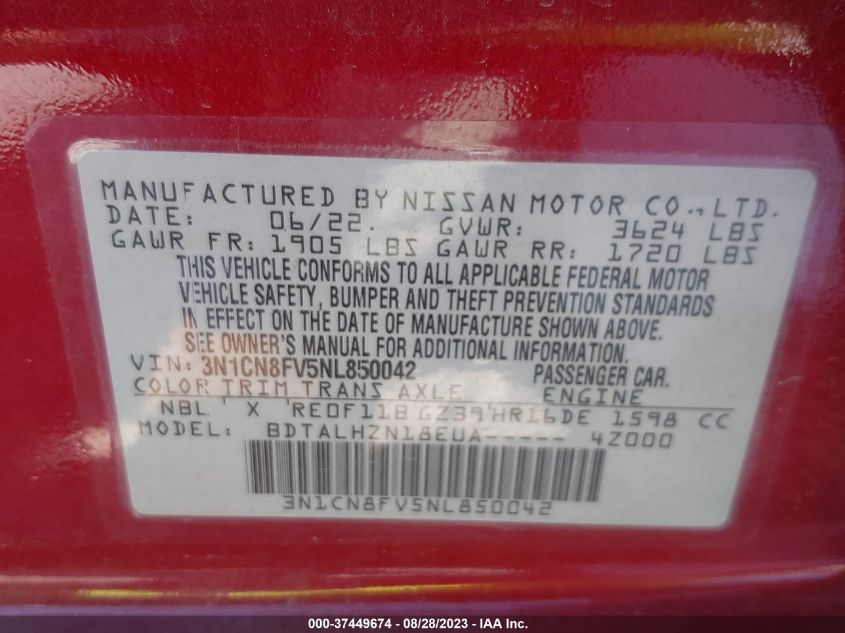 MANUFACTURED BY NISSAN MOTOR CO.,LTD.
DATE: 06/22. GVWR: 3624 LBS
GAWR FR: 1905 LBS GAWR RR: 1720 LBS
THIS VEHICLE CONFORMS TO ALL APPLICABLE FEDERAL MOTOR
VEHICLE SAFETY, BUMPER AND THEFT PREVENTION STANDARDS
IN EFFECT ON THE DATE OF MANUFACTURE SHOWN ABOVE.
SEE OWNER'S MANUAL FOR ADDITIONAL INFORMATION.
VIN: 3N1CN8FV5NL850042 PASSENGER CAR.
COLOR TRIM TRANS AXLE ENGINE
NBL ' X 'RE0F11B GZ39'HR16DE 1598 CC
MODEL: BDTALHZN18EUA----- 4Z000
3N1CN8FV5NL850042
000-37449674 | 08/28/2023 | IAA Inc.